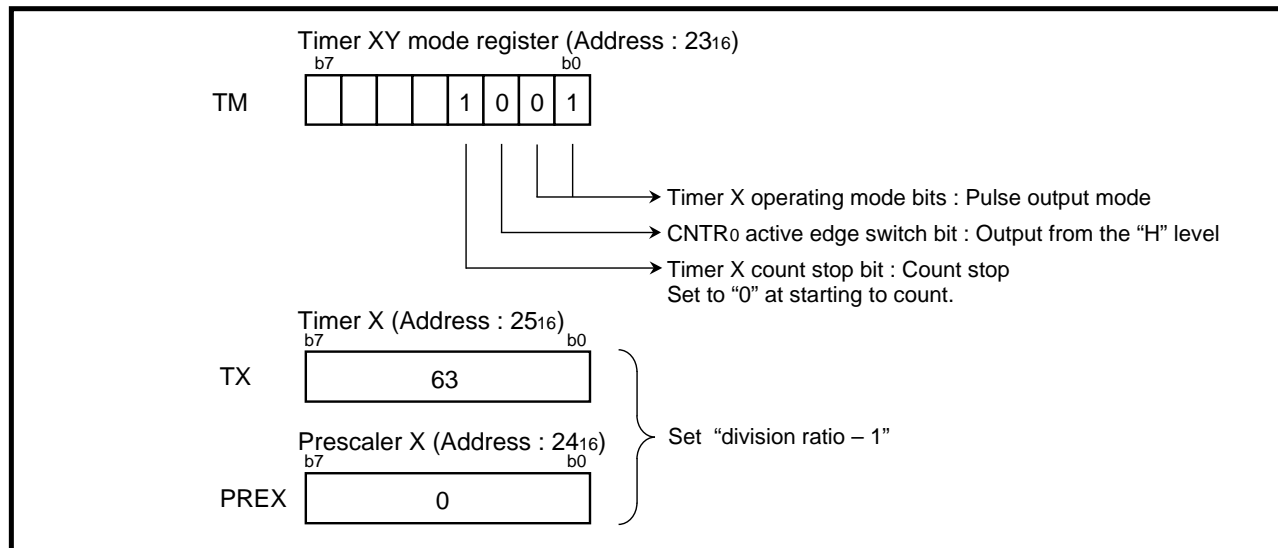 Timer XY mode register (Address : 2316)
b7 b0
TM 1 0 0 1
Timer X operating mode bits : Pulse output mode
CNTR0 active edge switch bit : Output from the “H” level
Timer X count stop bit : Count stop
Set to “0” at starting to count.
Timer X (Address : 2516)
b7 b0
TX 63
Set “division ratio – 1”
Prescaler X (Address : 2416)
b7 b0
PREX 0